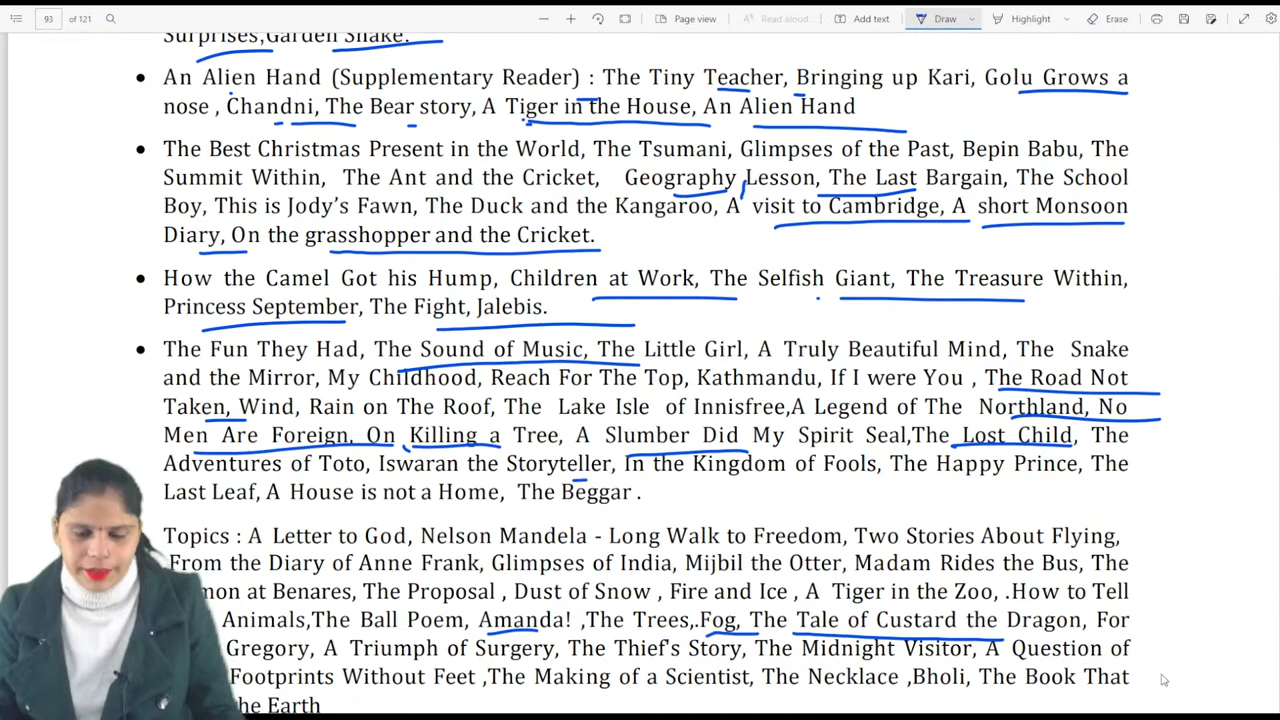 93 of 121 Page view Read aloud Add text Draw Highlight Erase
Surprises,Garden Snake.
• An Alien Hand (Supplementary Reader) : The Tiny Teacher, Bringing up Kari, Golu Grows a
nose , Chandni, The Bear story, A Tiger in the House, An Alien Hand
• The Best Christmas Present in the World, The Tsumani, Glimpses of the Past, Bepin Babu, The
Summit Within, The Ant and the Cricket, Geography Lesson, The Last Bargain, The School
Boy, This is Jody's Fawn, The Duck and the Kangaroo, A visit to Cambridge, A short Monsoon
Diary, On the grasshopper and the Cricket.
• How the Camel Got his Hump, Children at Work, The Selfish Giant, The Treasure Within,
Princess September, The Fight, Jalebis.
• The Fun They Had, The Sound of Music, The Little Girl, A Truly Beautiful Mind, The Snake
and the Mirror, My Childhood, Reach For The Top, Kathmandu, If I were You , The Road Not
Taken, Wind, Rain on The Roof, The Lake Isle of Innisfree,A Legend of The Northland, No
Men Are Foreign, On Killing a Tree, A Slumber Did My Spirit Seal,The Lost Child, The
Adventures of Toto, Iswaran the Storyteller, In the Kingdom of Fools, The Happy Prince, The
Last Leaf, A House is not a Home, The Beggar .
Topics : A Letter to God, Nelson Mandela - Long Walk to Freedom, Two Stories About Flying,
From the Diary of Anne Frank, Glimpses of India, Mijbil the Otter, Madam Rides the Bus, The
mon at Benares, The Proposal , Dust of Snow , Fire and Ice , A Tiger in the Zoo, .How to Tell
Animals,The Ball Poem, Amanda! ,The Trees,.Fog, The Tale of Custard the Dragon, For
Gregory, A Triumph of Surgery, The Thief's Story, The Midnight Visitor, A Question of
Footprints Without Feet ,The Making of a Scientist, The Necklace ,Bholi, The Book That
the Earth